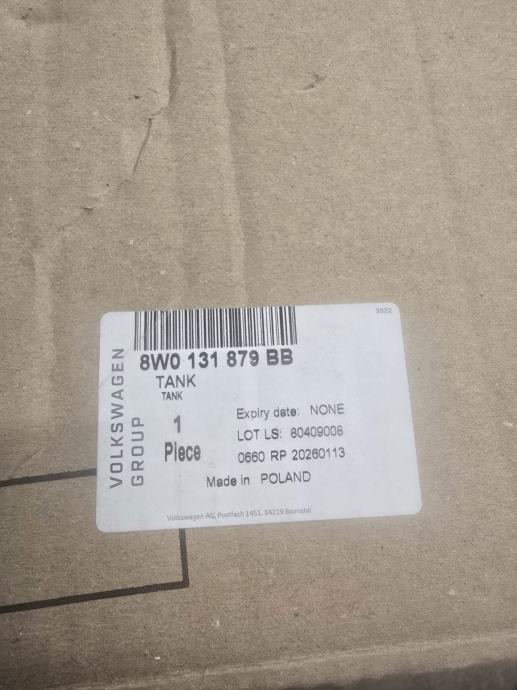 3822
8W0 131 879 BB
TANK
TANK
VOLKSWAGEN
GROUP
1
Piece
Expiry date: NONE
LOT LS: 80409008
0660 RP 20260113
Made in POLAND
Volkswagen AG, Postfach 1451, 34219 Baunatal